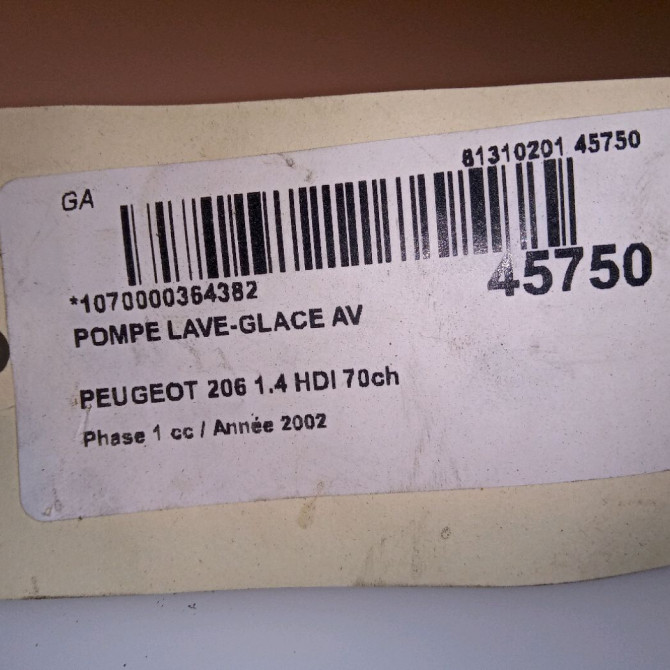 GA
81310201 45750
*1070000364382
45750
POMPE LAVE-GLACE AV
PEUGEOT 206 1.4 HDI 70ch
Phase 1 cc / Année 2002